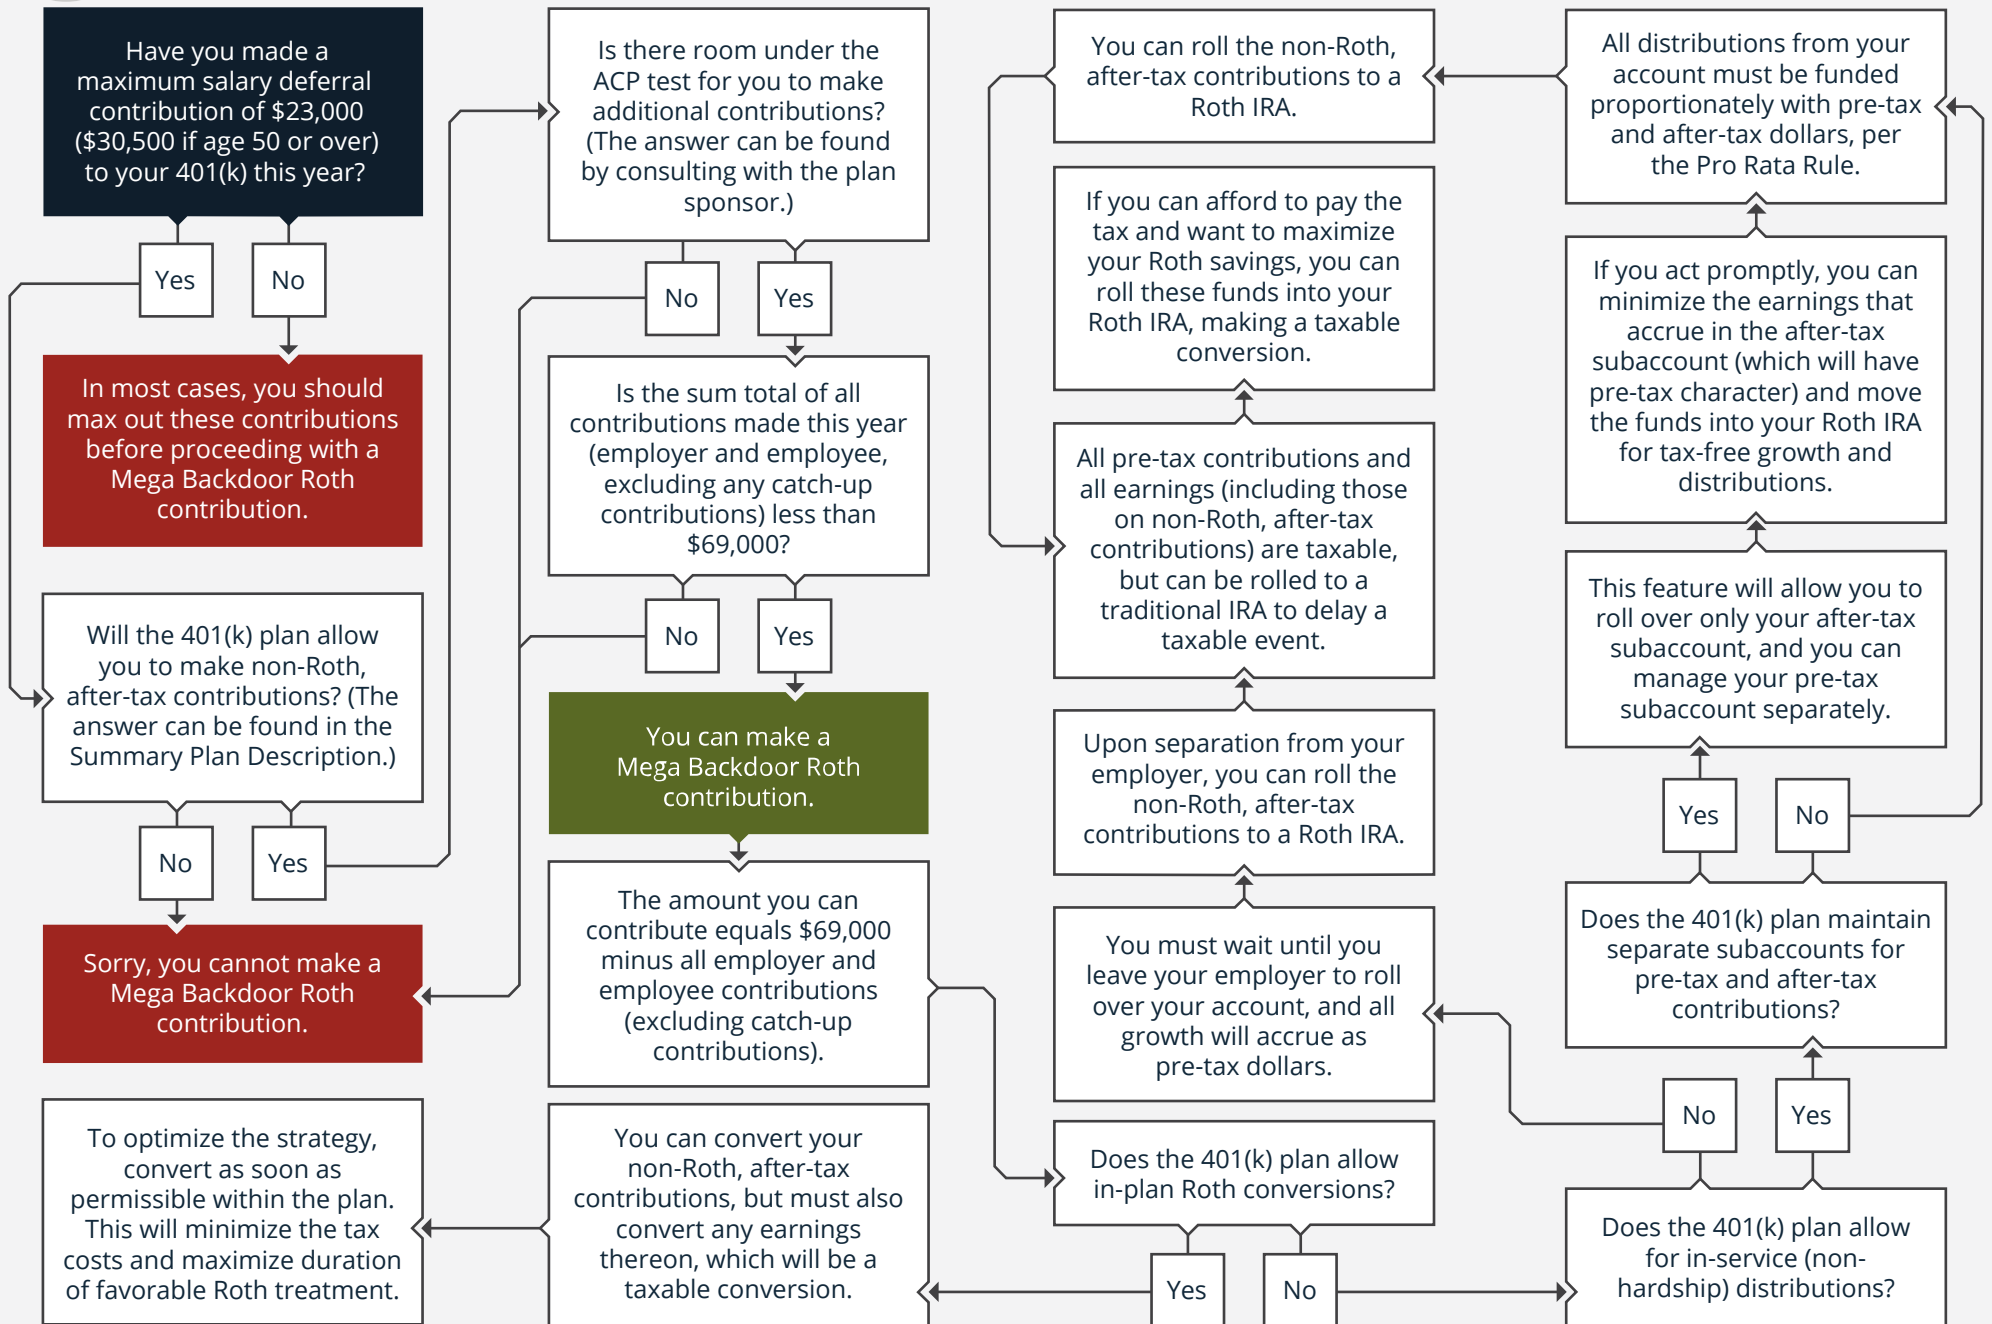 Have you made a
maximum salary deferral
contribution of $23,000
($30,500 if age 50 or over)
to your 401(k) this year?
Yes
No
In most cases, you should
max out these contributions
before proceeding with a
Mega Backdoor Roth
contribution.
Will the 401(k) plan allow
you to make non-Roth,
after-tax contributions? (The
answer can be found in the
Summary Plan Description.)
No
Yes
Sorry, you cannot make a
Mega Backdoor Roth
contribution.
Is there room under the
ACP test for you to make
additional contributions?
(The answer can be found
by consulting with the plan
sponsor.)
No
Yes
Is the sum total of all
contributions made this year
(employer and employee,
excluding any catch-up
contributions) less than
$69,000?
No
Yes
You can make a
Mega Backdoor Roth
contribution.
The amount you can
contribute equals $69,000
minus all employer and
employee contributions
(excluding catch-up
contributions).
Does the 401(k) plan allow
in-plan Roth conversions?
Yes
No
You can convert your
non-Roth, after-tax
contributions, but must also
convert any earnings
thereon, which will be a
taxable conversion.
To optimize the strategy,
convert as soon as
permissible within the plan.
This will minimize the tax
costs and maximize duration
of favorable Roth treatment.
Does the 401(k) plan allow
for in-service (non-
hardship) distributions?
No
Yes
You must wait until you
leave your employer to roll
over your account, and all
growth will accrue as
pre-tax dollars.
Upon separation from your
employer, you can roll the
non-Roth, after-tax
contributions to a Roth IRA.
Does the 401(k) plan maintain
separate subaccounts for
pre-tax and after-tax
contributions?
Yes
No
This feature will allow you to
roll over only your after-tax
subaccount, and you can
manage your pre-tax
subaccount separately.
If you act promptly, you can
minimize the earnings that
accrue in the after-tax
subaccount (which will have
pre-tax character) and move
the funds into your Roth IRA
for tax-free growth and
distributions.
All distributions from your
account must be funded
proportionately with pre-tax
and after-tax dollars, per
the Pro Rata Rule.
You can roll the non-Roth,
after-tax contributions to a
Roth IRA.
All pre-tax contributions and
all earnings (including those
on non-Roth, after-tax
contributions) are taxable,
but can be rolled to a
traditional IRA to delay a
taxable event.
If you can afford to pay the
tax and want to maximize
your Roth savings, you can
roll these funds into your
Roth IRA, making a taxable
conversion.